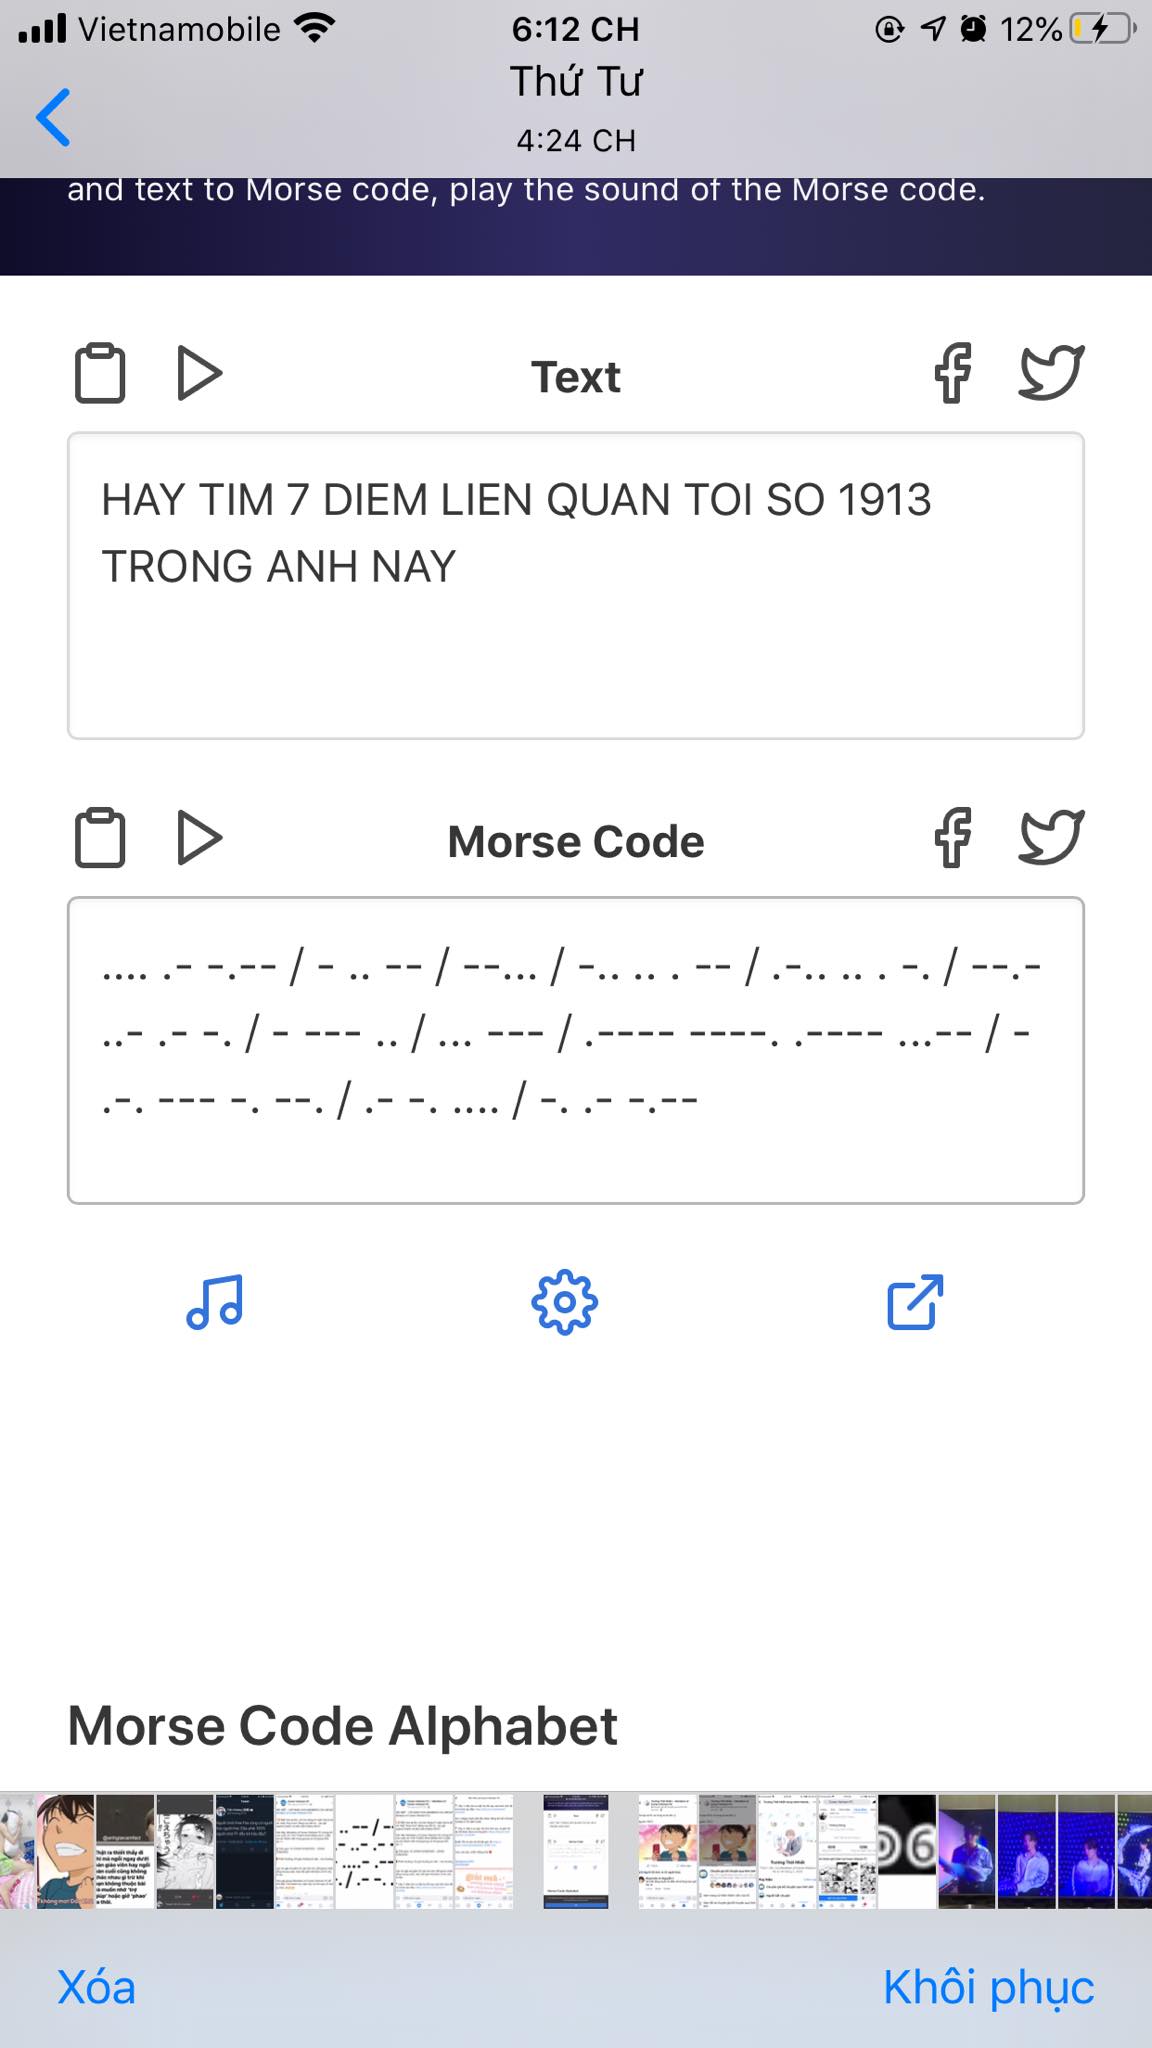 Vietnamobile 6:12 CH 12%
Thứ Tư
4:24 CH
and text to Morse code, play the sound of the Morse code.
Text
HAY TIM 7 DIEM LIEN QUAN TOI SO 1913
TRONG ANH NAY
Morse Code
.... .- -.-- / - .. -- / --... / -.. .. . -- / .-.. .. . -. / --.-
..- .- -. / - --- .. / ... --- / .---- ----. .---- ...-- / -
.-. --- -. --. / .- -. .... / -. .- -.--
Morse Code Alphabet
Xóa Khôi phục